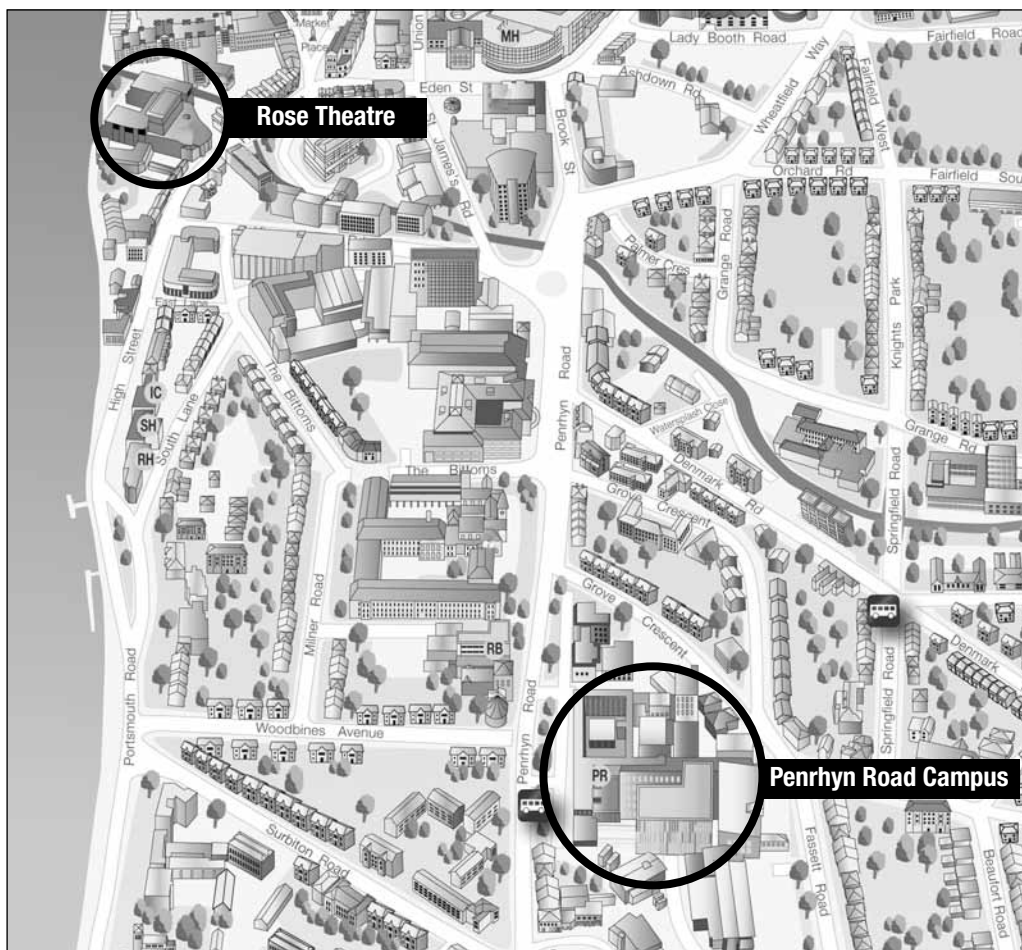 Market
Place
Union
MH
Lady Booth Road
Fairfield Road
Eden St
Ashdown Rd
Wheatfield Way
Fairfield West
Rose Theatre
St James's Rd
Brook St
Orchard Rd
Fairfield Sou
Palmer Cres
Grange Road
Knights Park
East Lane
High Street
The Bittoms
Penrhyn Road
IC
SH
RH
South Lane
Watersplash Close
Grange Rd
The Bittoms
Denmark Rd
Grove Crescent
Springfield Road
Grove Crescent
Milner Road
RB
Denmark
Portsmouth Road
Woodbines Avenue
Penrhyn Road
Springfield Road
PR
Penrhyn Road Campus
Surbiton Road
Fassett Road
Beaufort Road